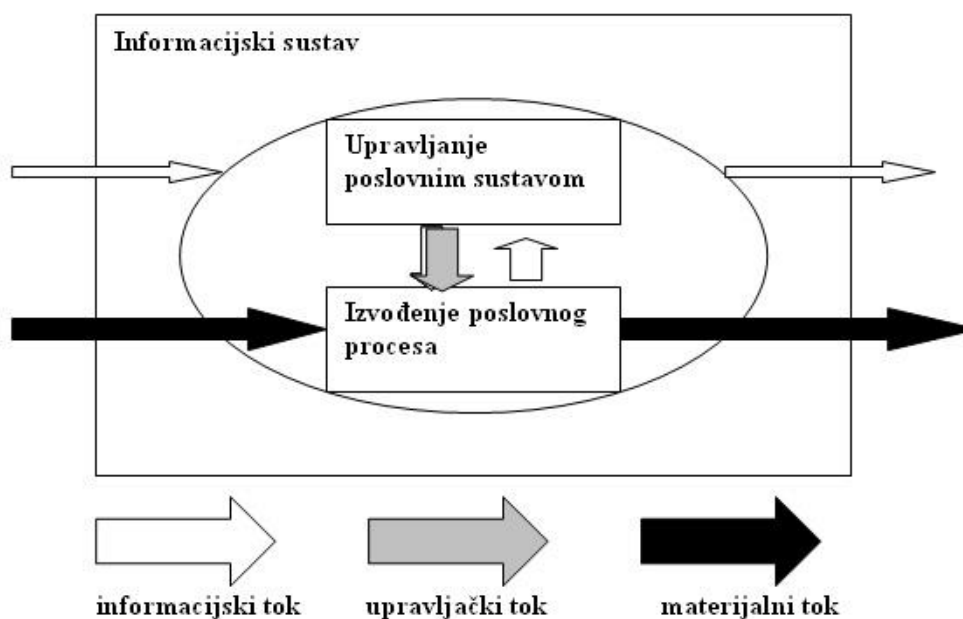 Informacijski sustav
Upravljanje
poslovnim sustavom
Izvođenje poslovnog
procesa
informacijski tok
upravljački tok
materijalni tok